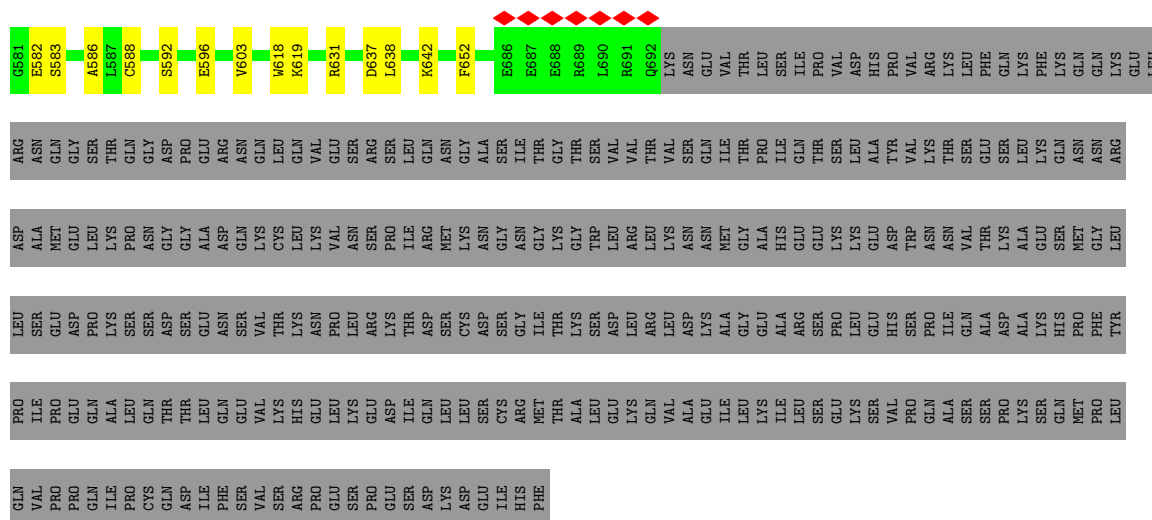 G581 E582 S583 A586 L587 C588 S592 E596 V603 W618 K619 R631 D637 L638 K642 F652 E686 E687 E688 R689 L690 R691 Q692 LYS ASN GLU VAL THR LEU SER ILE PRO VAL ASP HIS PRO VAL ARG LYS LEU PHE GLN LYS PHE LYS GLN GLN LYS GLU LEU
ARG ASN GLN GLY SER THR GLN GLY ASP PRO GLU ARG ASN GLN LEU GLN VAL GLU SER ARG SER LEU GLN ASN GLY ALA SER ILE THR GLY THR SER VAL VAL THR VAL SER GLN ILE THR PRO ILE GLN THR SER LEU ALA TYR VAL LYS THR SER GLU SER LEU LYS GLN ASN ASN ARG
ASP ALA MET GLU LEU LYS PRO ASN GLY GLY ALA ASP GLN LYS CYS LEU LYS VAL ASN SER PRO ILE ARG MET LYS ASN GLY ASN GLY LYS GLY TRP LEU ARG LEU LYS ASN ASN MET GLY ALA HIS GLU GLU LYS LYS GLU ASP TRP ASN ASN VAL THR LYS ALA GLU SER MET GLY LEU
LEU SER GLU ASP PRO LYS SER SER ASP SER GLU ASN SER VAL THR LYS ASN PRO LEU ARG LYS THR ASP SER CYS ASP SER GLY ILE THR LYS SER ASP LEU ARG LEU ASP LYS ALA GLY GLU ALA ARG SER PRO LEU GLU HIS SER PRO ILE GLN ALA ASP ALA LYS HIS PRO PHE TYR
PRO ILE PRO GLU GLN ALA LEU GLN THR THR LEU GLN GLU VAL LYS HIS GLU LEU LYS GLU ASP ILE GLN LEU LEU SER CYS ARG MET THR ALA LEU GLU LYS GLN VAL ALA GLU ILE LEU LYS ILE LEU SER GLU LYS SER VAL PRO GLN ALA SER SER PRO LYS SER GLN MET PRO LEU
GLN VAL PRO PRO GLN ILE PRO CYS GLN ASP ILE PHE SER VAL SER ARG PRO GLU SER PRO GLU SER ASP LYS ASP GLU ILE HIS PHE